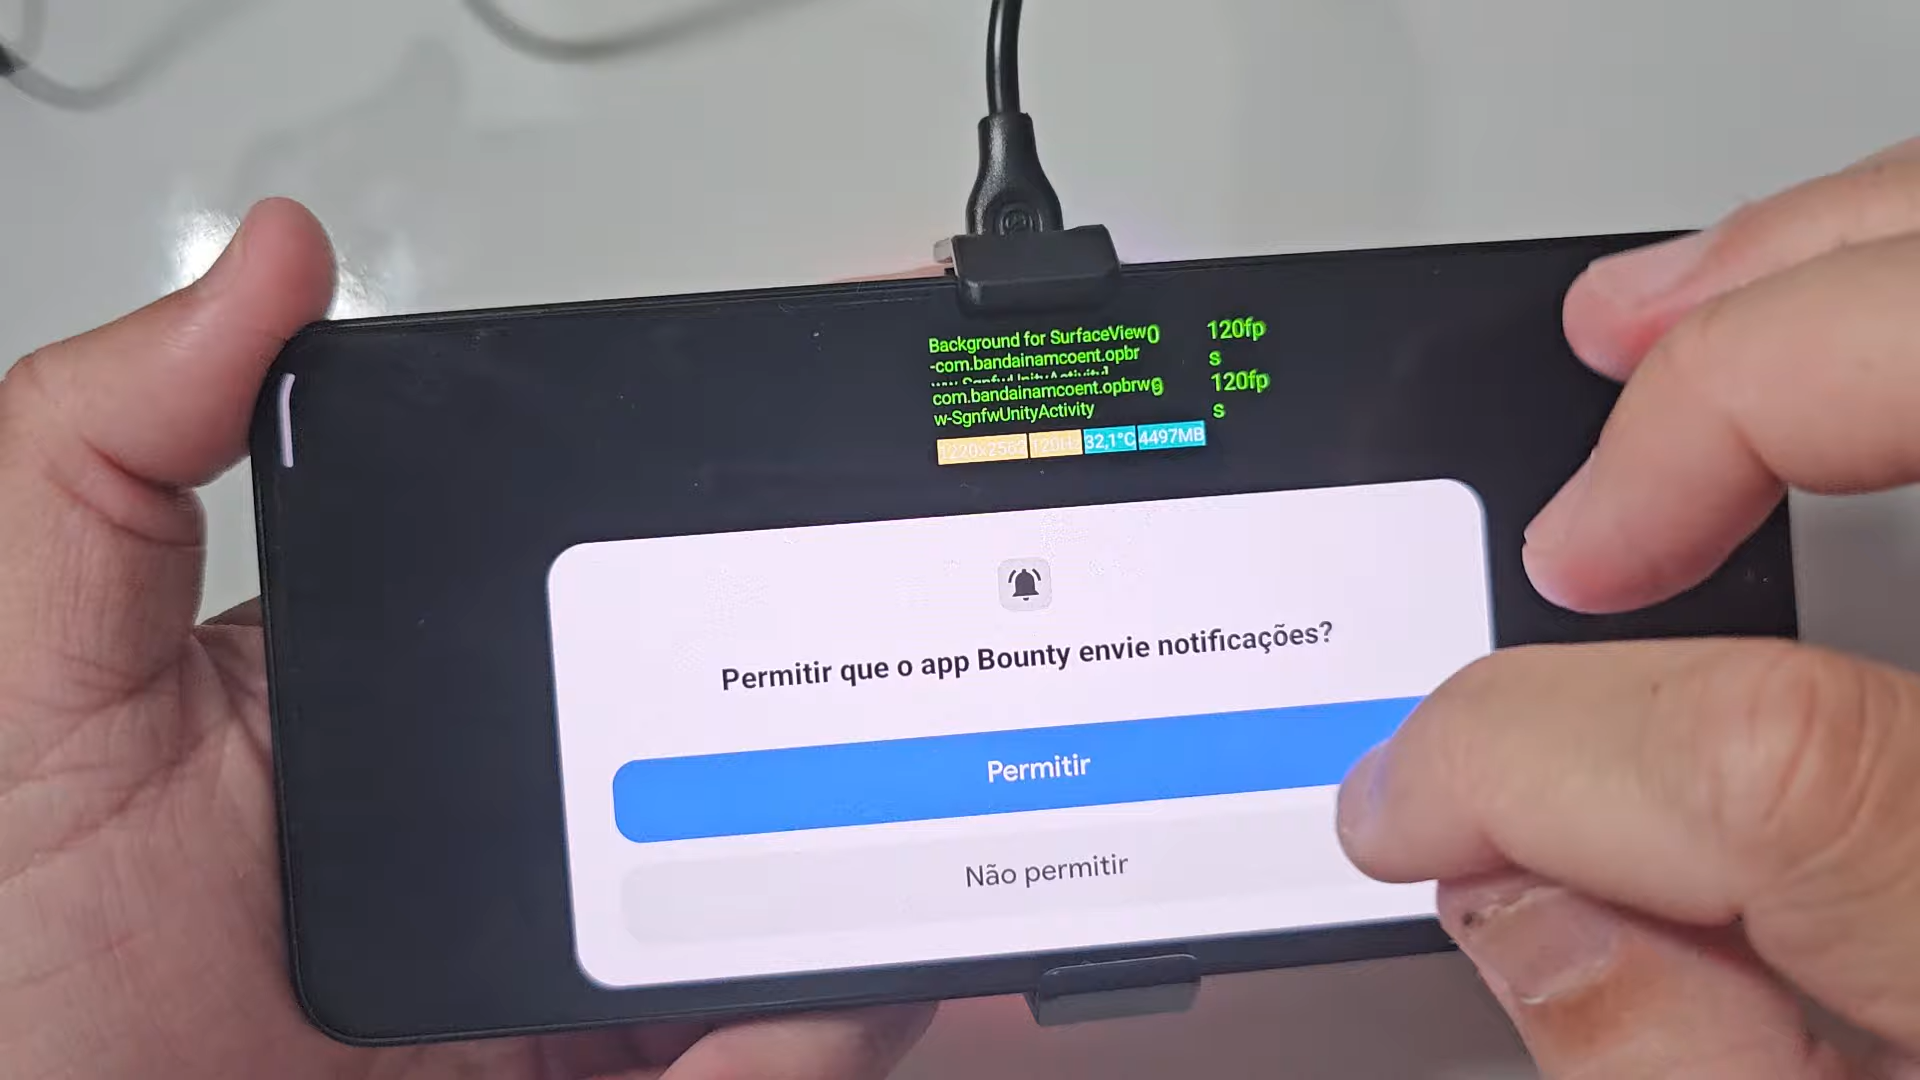 Background for SurfaceView
120fp
-com.bandainamcoent.opbr
s
com.bandainamcoent.opbrw
120fp
w-SgnfwUnityActivity
s
32,1°C 4497MB
Permitir que o app Bounty envie notificações?
Permitir
Não permitir